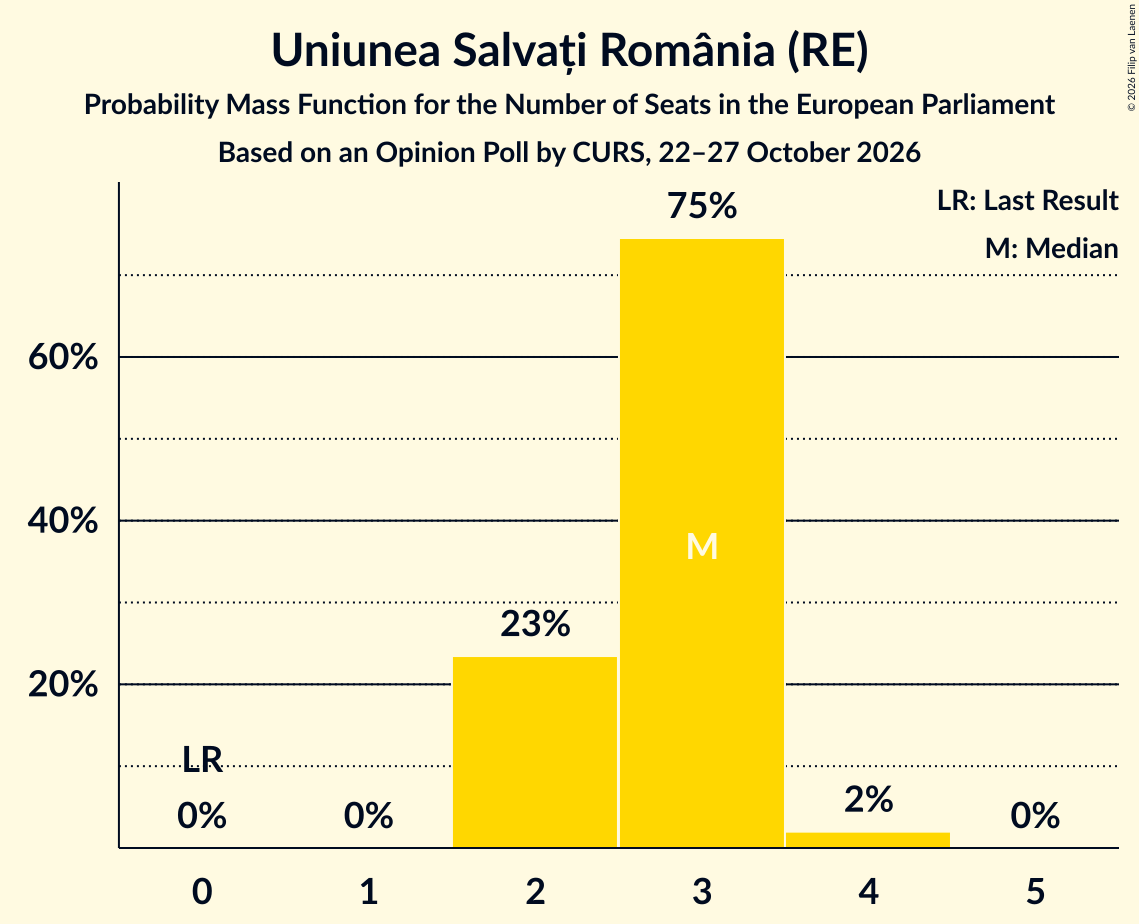 Uniunea Salvați România (RE)
Probability Mass Function for the Number of Seats in the European Parliament
Based on an Opinion Poll by CURS, 22–27 October 2026
© 2026 Filip van Laenen
LR: Last Result
M: Median
75%
60%
40%
M
23%
20%
LR
0%
0%
2%
0%
0
1
2
3
4
5